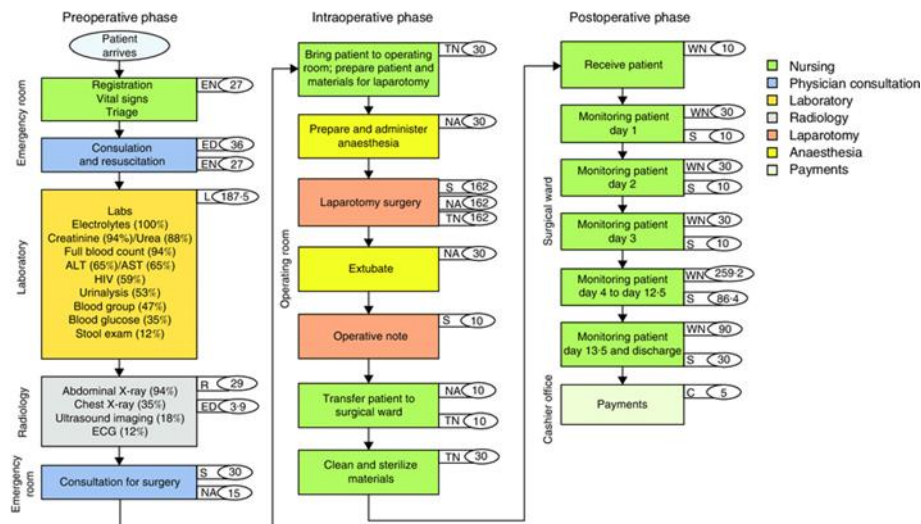 Preoperative phase
Patient
arrives
Emergency room
Registration
Vital signs
Triage
EN 27
Consulation
and resuscitation
ED 36
EN 27
Laboratory
L 187·5
Labs
Electrolytes (100%)
Creatinine (94%)/Urea (88%)
Full blood count (94%)
ALT (65%)/AST (65%)
HIV (59%)
Urinalysis (53%)
Blood group (47%)
Blood glucose (35%)
Stool exam (12%)
Radiology
Abdominal X-ray (94%)
Chest X-ray (35%)
Ultrasound imaging (18%)
ECG (12%)
R 29
ED 3·9
Emergency
room
Consultation for surgery
S 30
NA 15
Intraoperative phase
Operating room
Bring patient to operating
room; prepare patient and
materials for laparotomy
TN 30
Prepare and administer
anaesthesia
NA 30
Laparotomy surgery
S 162
NA 162
TN 162
Extubate
NA 30
Operative note
S 10
Transfer patient to
surgical ward
NA 10
TN 10
Clean and sterilize
materials
TN 30
Postoperative phase
Surgical ward
Receive patient
WN 10
Monitoring patient
day 1
WN 30
S 10
Monitoring patient
day 2
WN 30
S 10
Monitoring patient
day 3
WN 30
S 10
Monitoring patient
day 4 to day 12·5
WN 259·2
S 86·4
Monitoring patient
day 13·5 and discharge
WN 90
S 30
Cashier office
Payments
C 5
Nursing
Physician consultation
Laboratory
Radiology
Laparotomy
Anaesthesia
Payments